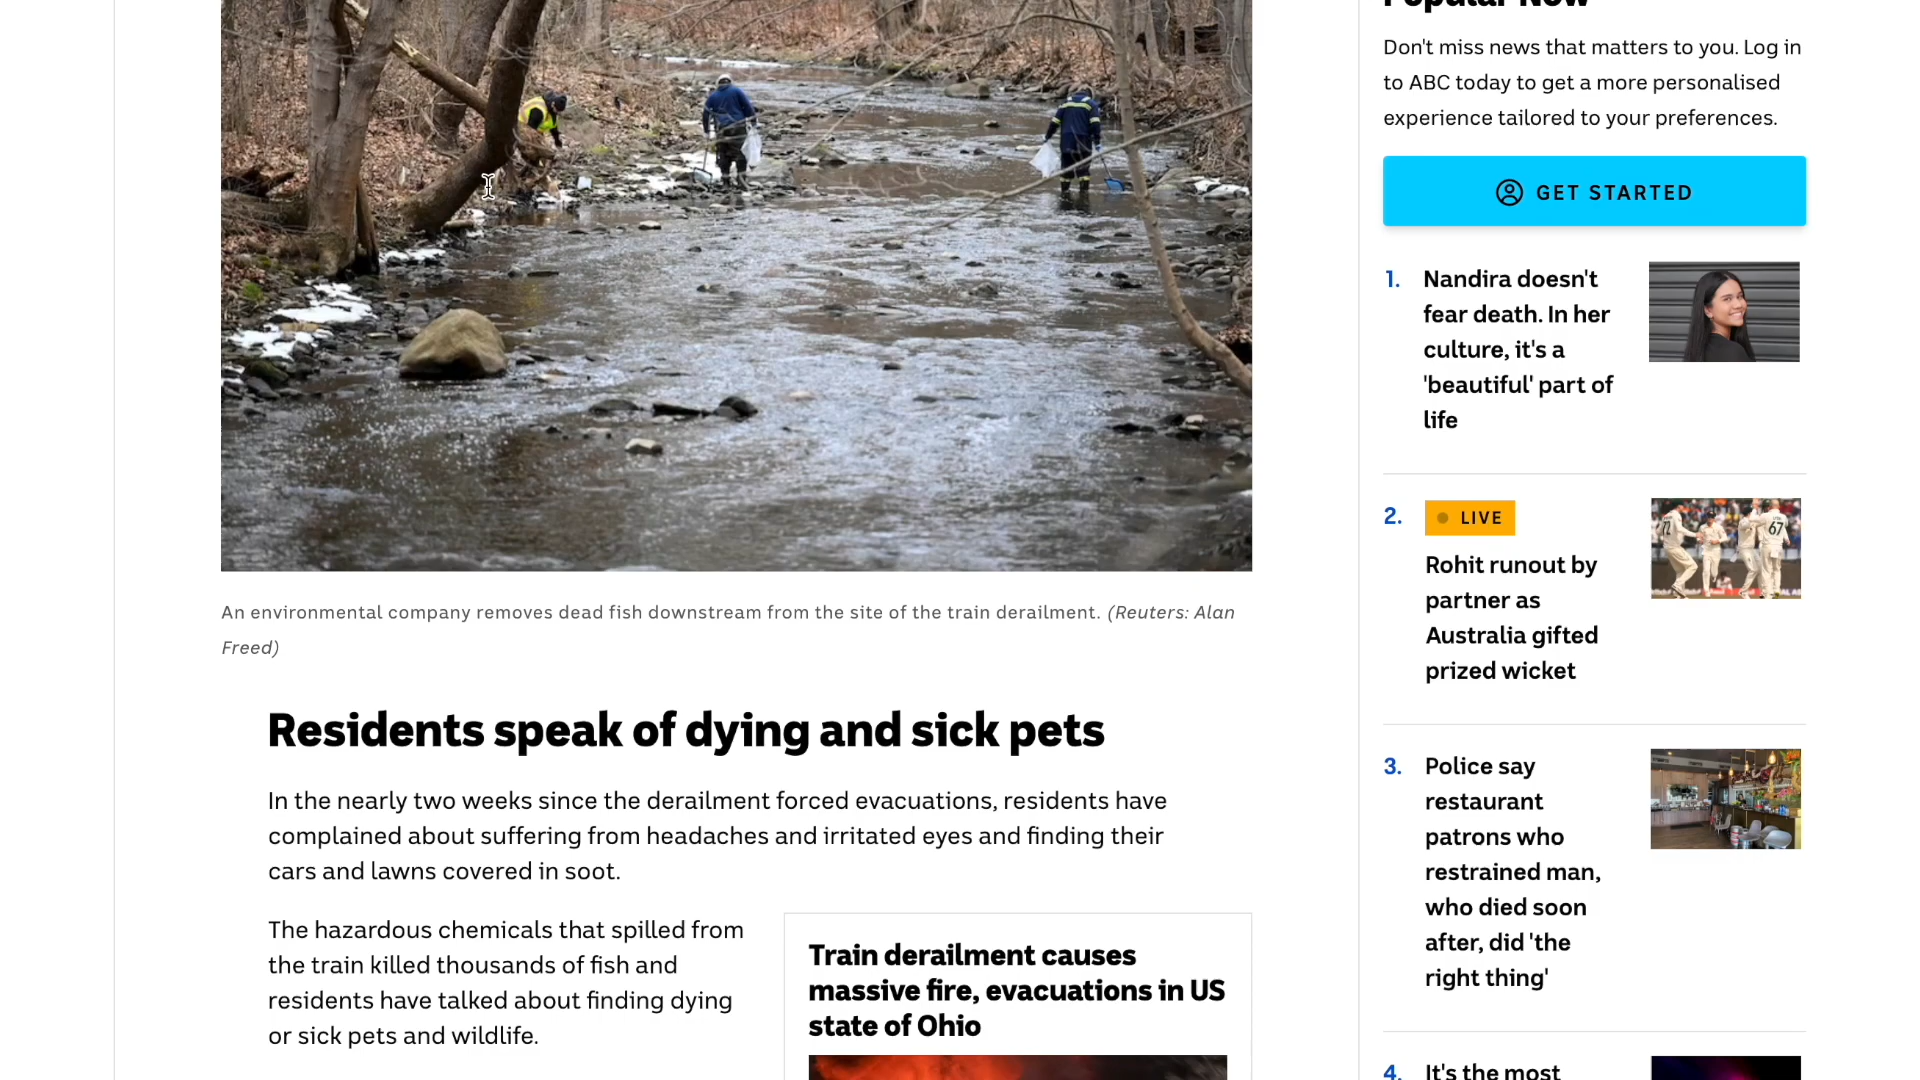 Popular Now
Don't miss news that matters to you. Log in
to ABC today to get a more personalised
experience tailored to your preferences.
GET STARTED
1.
Nandira doesn't
fear death. In her
culture, it's a
'beautiful' part of
life
2.
LIVE
Rohit runout by
partner as
Australia gifted
prized wicket
67
3.
Police say
restaurant
patrons who
restrained man,
who died soon
after, did 'the
right thing'
4.
It's the most
An environmental company removes dead fish downstream from the site of the train derailment. (Reuters: Alan
Freed)
Residents speak of dying and sick pets
In the nearly two weeks since the derailment forced evacuations, residents have
complained about suffering from headaches and irritated eyes and finding their
cars and lawns covered in soot.
The hazardous chemicals that spilled from
the train killed thousands of fish and
residents have talked about finding dying
or sick pets and wildlife.
Train derailment causes
massive fire, evacuations in US
state of Ohio